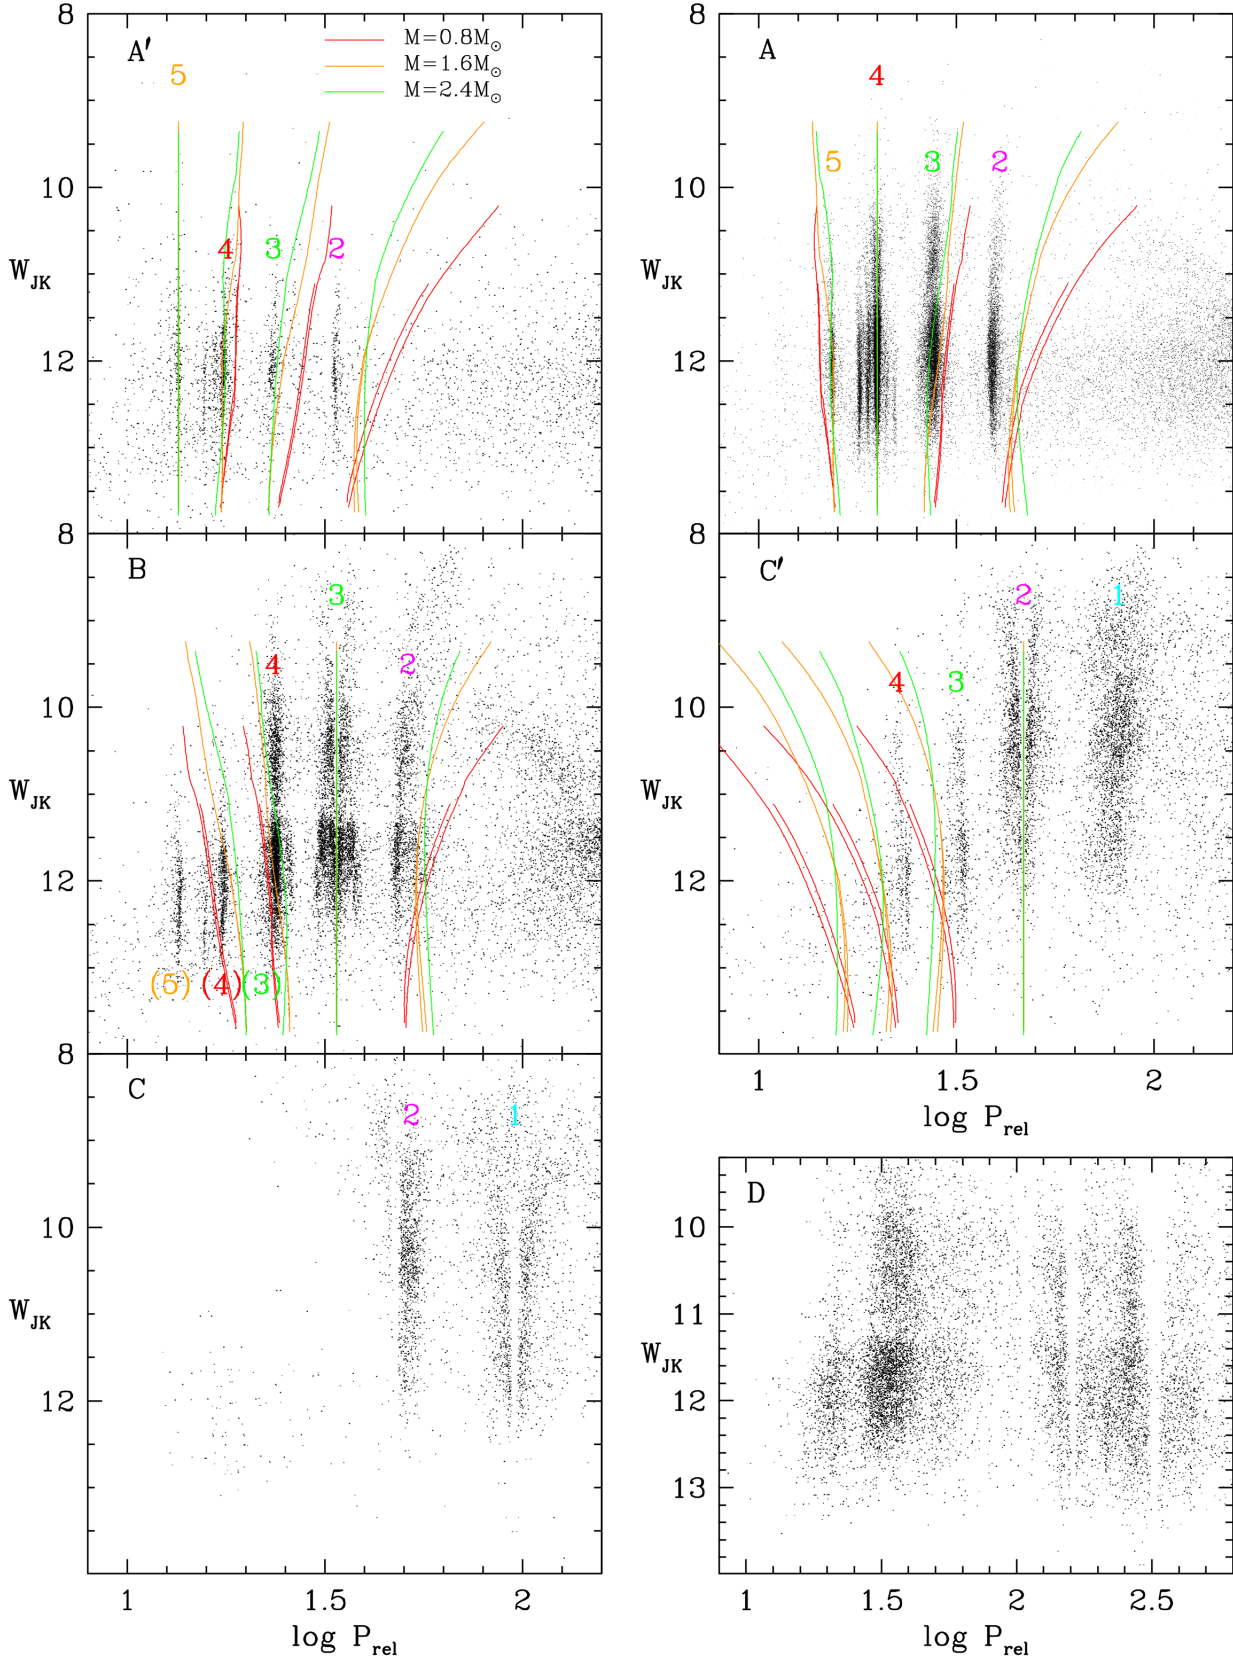 A′
M=0.8M⊙
M=1.6M⊙
M=2.4M⊙
5
4 3 2
8
10
W_JK
12
A
4
5 3 2
8
10
W_JK
12
B
3
4 2
(5) (4) (3)
8
10
W_JK
12
C′
2 1
4 3
8
10
W_JK
12
1 1.5 2
log P_rel
C
2 1
8
10
W_JK
12
1 1.5 2
log P_rel
D
10
11
W_JK
12
13
1 1.5 2 2.5
log P_rel